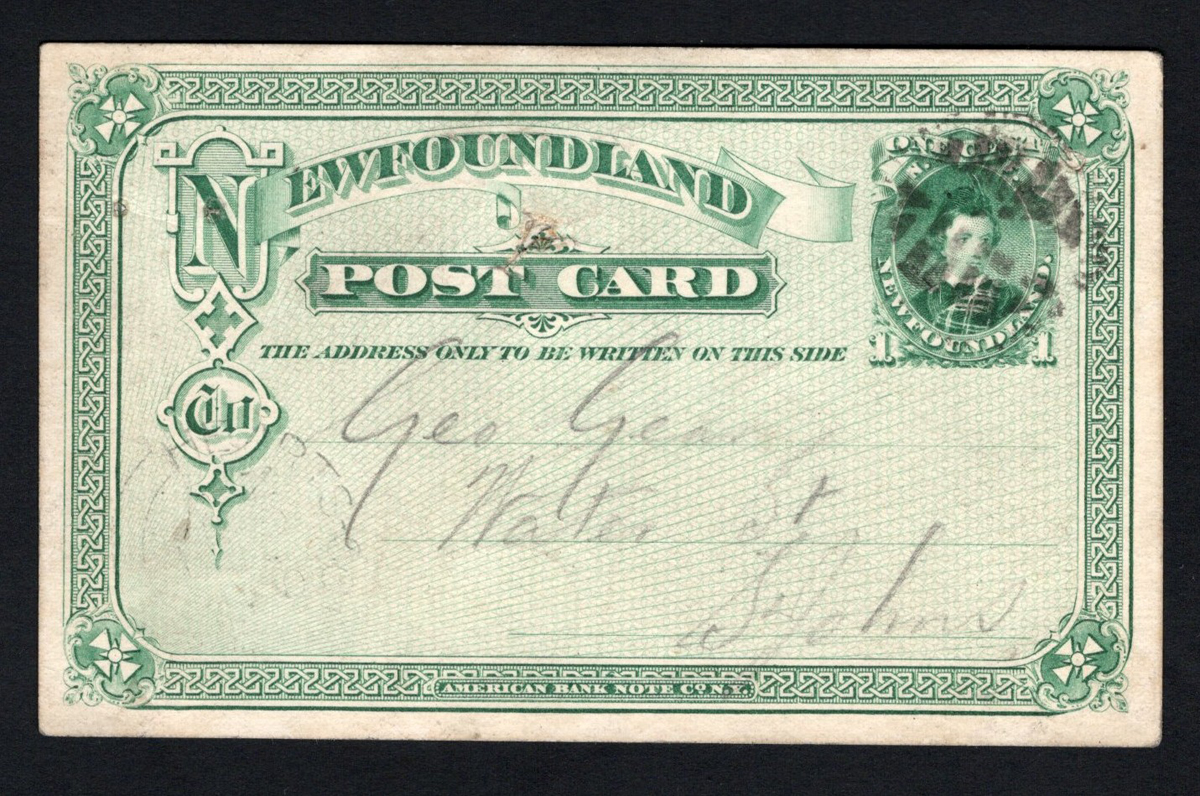 NEWFOUNDLAND
POST CARD
THE ADDRESS ONLY TO BE WRITTEN ON THIS SIDE
ONE CENT
NEWFOUNDLAND.
1 1
To
Geo
Water St
St Johns
AMERICAN BANK NOTE CO. N.Y.